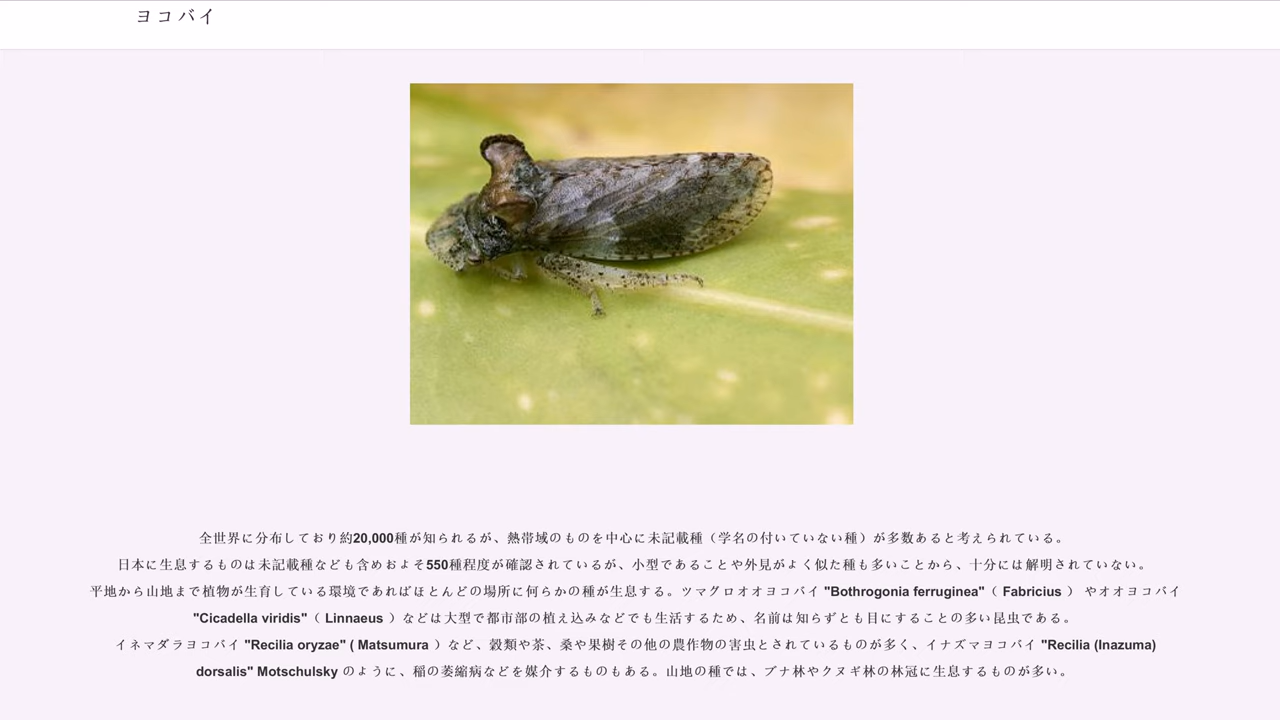 ヨコバイ
全世界に分布しており約20,000種が知られるが、熱帯域のものを中心に未記載種（学名の付いていない種）が多数あると考えられている。
日本に生息するものは未記載種なども含めおよそ550種程度が確認されているが、小型であることや外見がよく似た種も多いことから、十分には解明されていない。
平地から山地まで植物が生育している環境であればほとんどの場所に何らかの種が生息する。ツマグロオオヨコバイ "Bothrogonia ferruginea"（ Fabricius ） やオオヨコバイ
"Cicadella viridis"（ Linnaeus ）などは大型で都市部の植え込みなどでも生活するため、名前は知らずとも目にすることの多い昆虫である。
イネマダラヨコバイ "Recilia oryzae" ( Matsumura ）など、穀類や茶、桑や果樹その他の農作物の害虫とされているものが多く、イナズマヨコバイ "Recilia (Inazuma)
dorsalis" Motschulsky のように、稲の萎縮病などを媒介するものもある。山地の種では、ブナ林やクヌギ林の林冠に生息するものが多い。